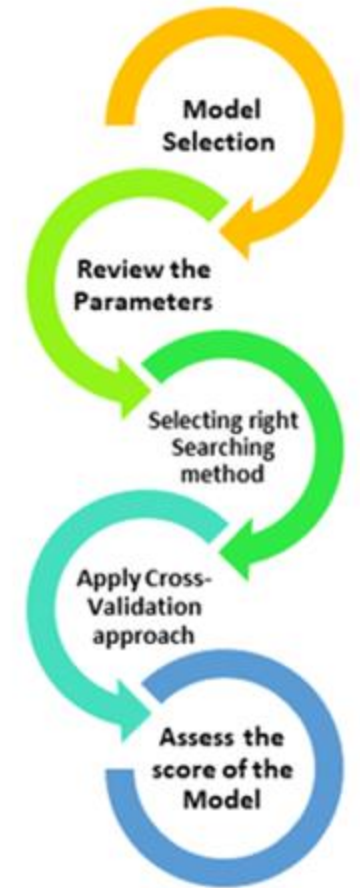 Model
Selection
Review the
Parameters
Selecting right
Searching
method
Apply Cross-
Validation
approach
Assess the
score of the
Model